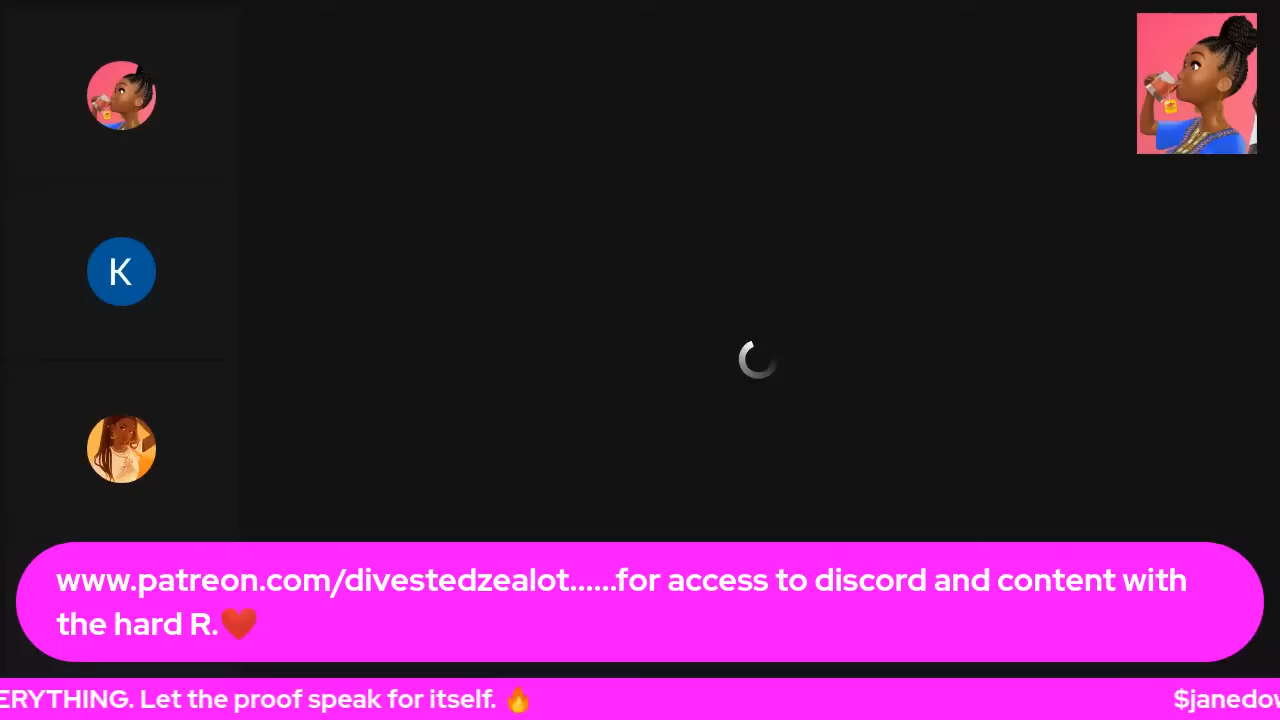 K
www.patreon.com/divestedzealot......for access to discord and content with
the hard R.❤️
ERYTHING. Let the proof speak for itself. 🔥 $janedow